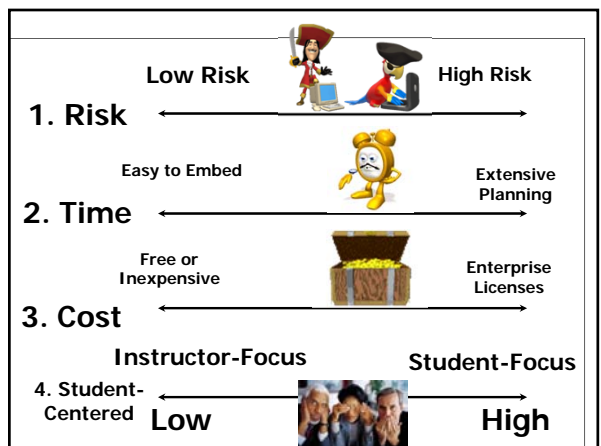 Low Risk
High Risk
1. Risk
Easy to Embed
Extensive
Planning
2. Time
Free or
Inexpensive
Enterprise
Licenses
3. Cost
Instructor-Focus
Student-Focus
4. Student-
Centered
Low
High